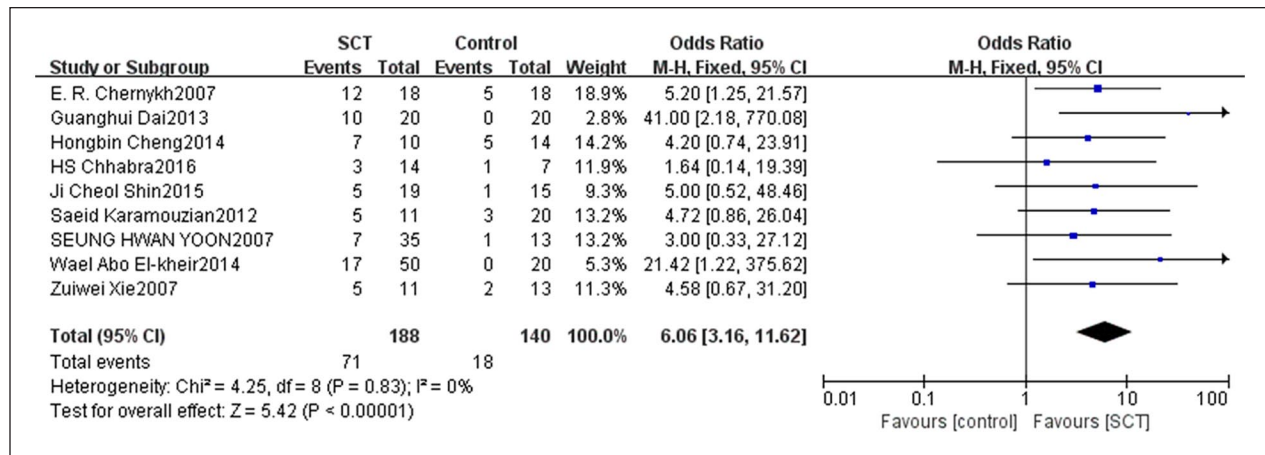 SCT Control Odds Ratio Odds Ratio
Study or Subgroup Events Total Events Total Weight M-H, Fixed, 95% CI M-H, Fixed, 95% CI
E. R. Chernykh2007 12 18 5 18 18.9% 5.20 [1.25, 21.57]
Guanghui Dai2013 10 20 0 20 2.8% 41.00 [2.18, 770.08]
Hongbin Cheng2014 7 10 5 14 14.2% 4.20 [0.74, 23.91]
HS Chhabra2016 3 14 1 7 11.9% 1.64 [0.14, 19.39]
Ji Cheol Shin2015 5 19 1 15 9.3% 5.00 [0.52, 48.46]
Saeid Karamouzian2012 5 11 3 20 13.2% 4.72 [0.86, 26.04]
SEUNG HWAN YOON2007 7 35 1 13 13.2% 3.00 [0.33, 27.12]
Wael Abo El-kheir2014 17 50 0 20 5.3% 21.42 [1.22, 375.62]
Zuiwei Xie2007 5 11 2 13 11.3% 4.58 [0.67, 31.20]
Total (95% CI) 188 140 100.0% 6.06 [3.16, 11.62]
Total events 71 18
Heterogeneity: Chi² = 4.25, df = 8 (P = 0.83); I² = 0%
Test for overall effect: Z = 5.42 (P < 0.00001)
0.01 0.1 1 10 100
Favours [control] Favours [SCT]